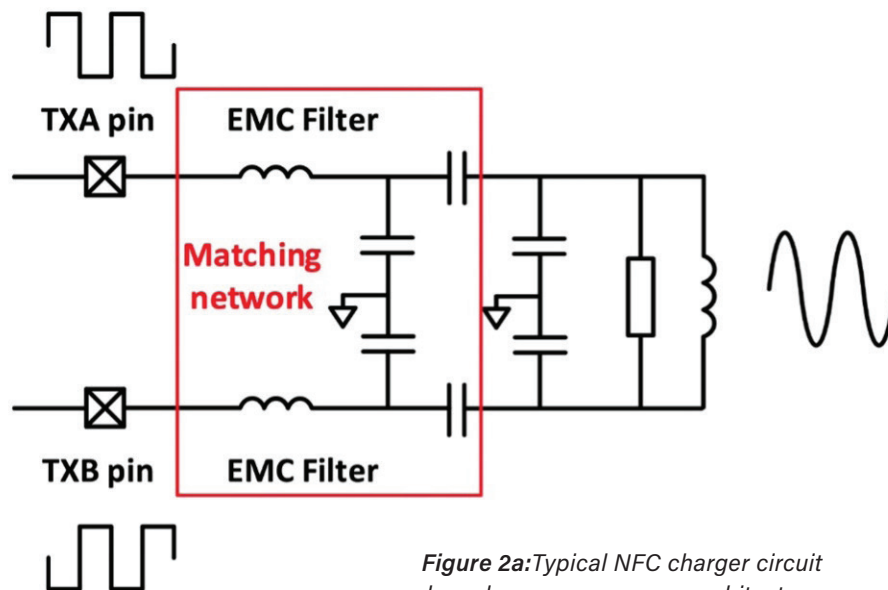 TXA pin
EMC Filter
Matching
network
TXB pin
EMC Filter
Figure 2a:Typical NFC charger circuit